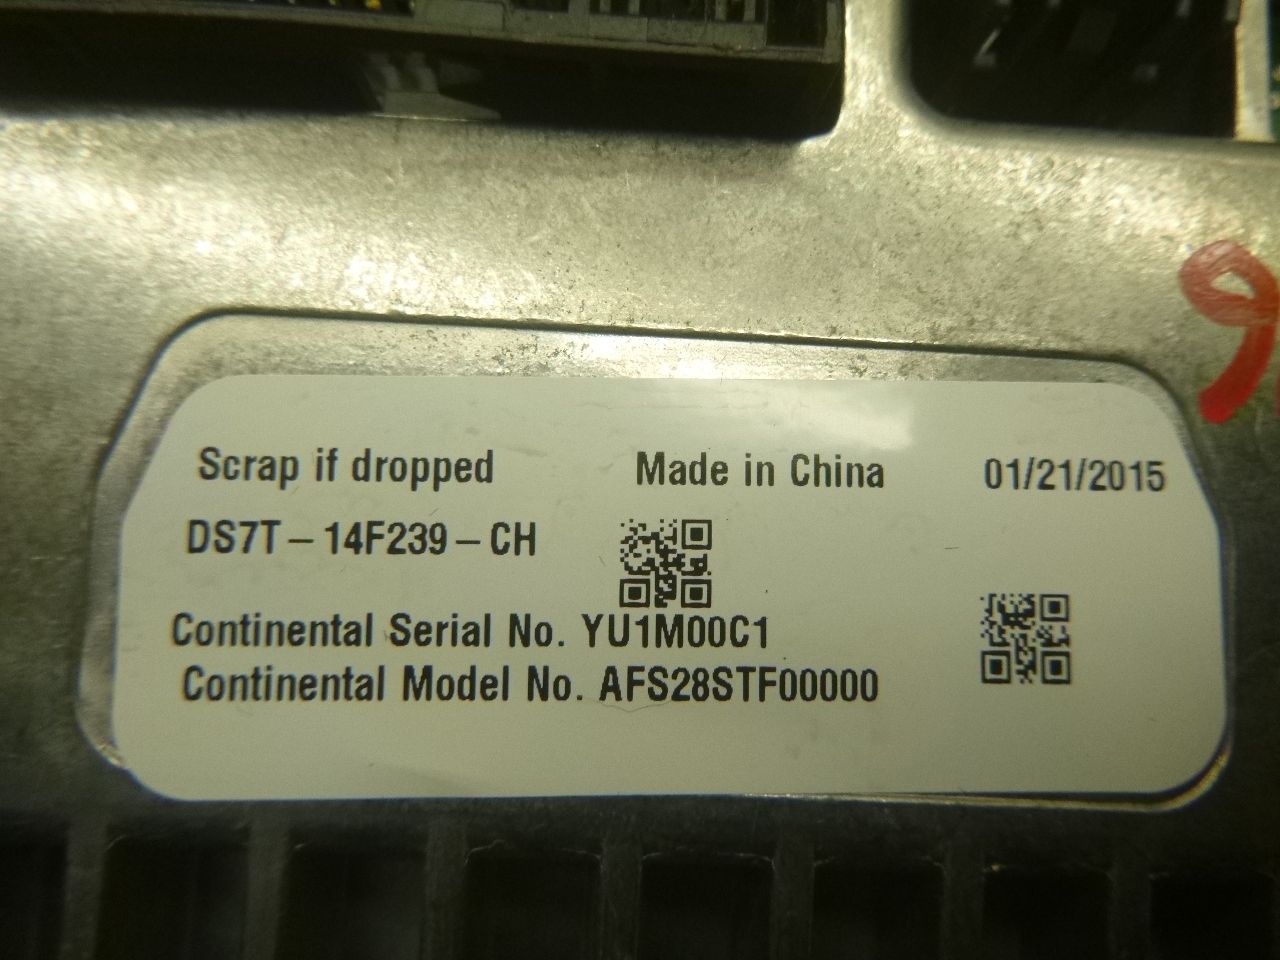 Scrap if dropped Made in China 01/21/2015
DS7T-14F239-CH
Continental Serial No. YU1M00C1
Continental Model No. AFS28STF00000
9